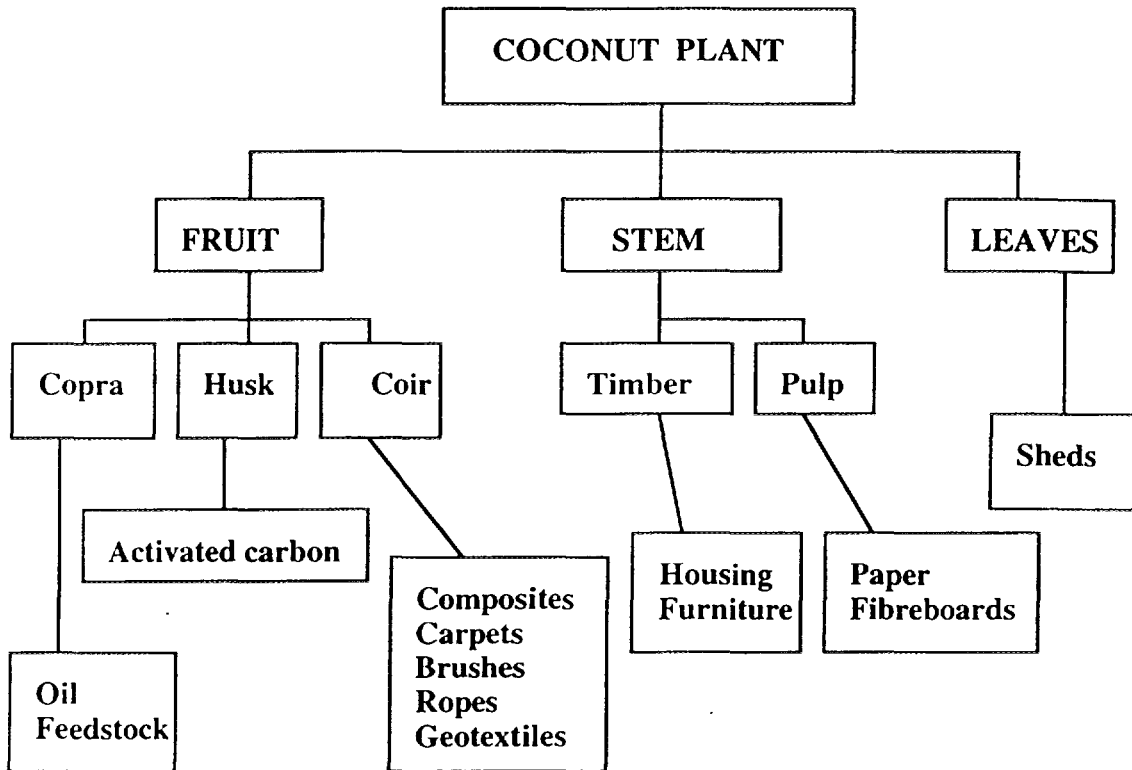 COCONUT PLANT
FRUIT
STEM
LEAVES
Copra
Husk
Coir
Timber
Pulp
Sheds
Activated carbon
Housing
Furniture
Paper
Fibreboards
Composites
Carpets
Brushes
Ropes
Geotextiles
Oil
Feedstock